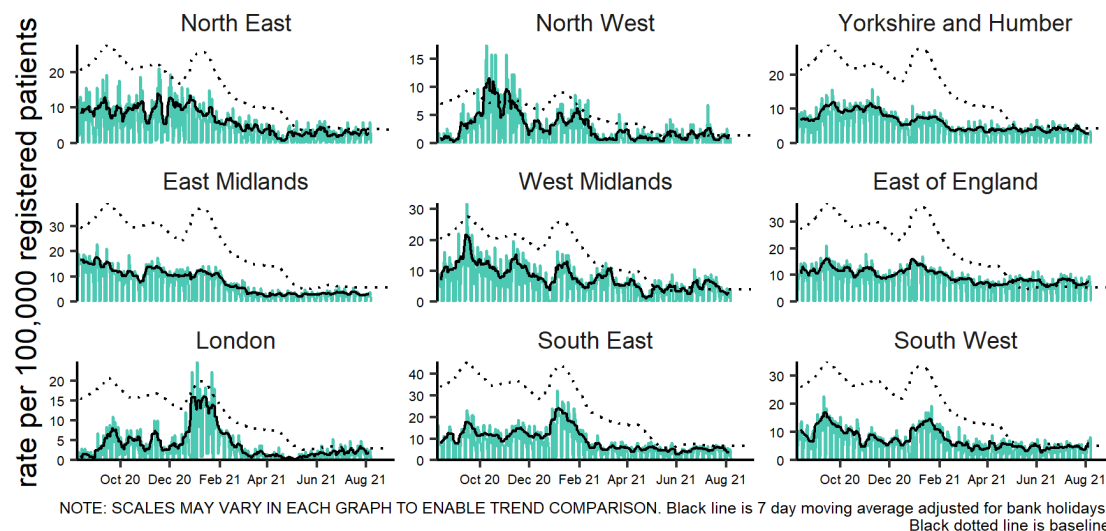 rate per 100,000 registered patients
North East
North West
Yorkshire and Humber
20
10
0
15
10
5
0
20
10
0
East Midlands
West Midlands
East of England
30
20
10
0
30
20
10
0
30
20
10
0
London
South East
South West
20
15
10
5
0
40
30
20
10
0
30
20
10
0
Oct 20 Dec 20 Feb 21 Apr 21 Jun 21 Aug 21
Oct 20 Dec 20 Feb 21 Apr 21 Jun 21 Aug 21
Oct 20 Dec 20 Feb 21 Apr 21 Jun 21 Aug 21
NOTE: SCALES MAY VARY IN EACH GRAPH TO ENABLE TREND COMPARISON. Black line is 7 day moving average adjusted for bank holidays
Black dotted line is baseline